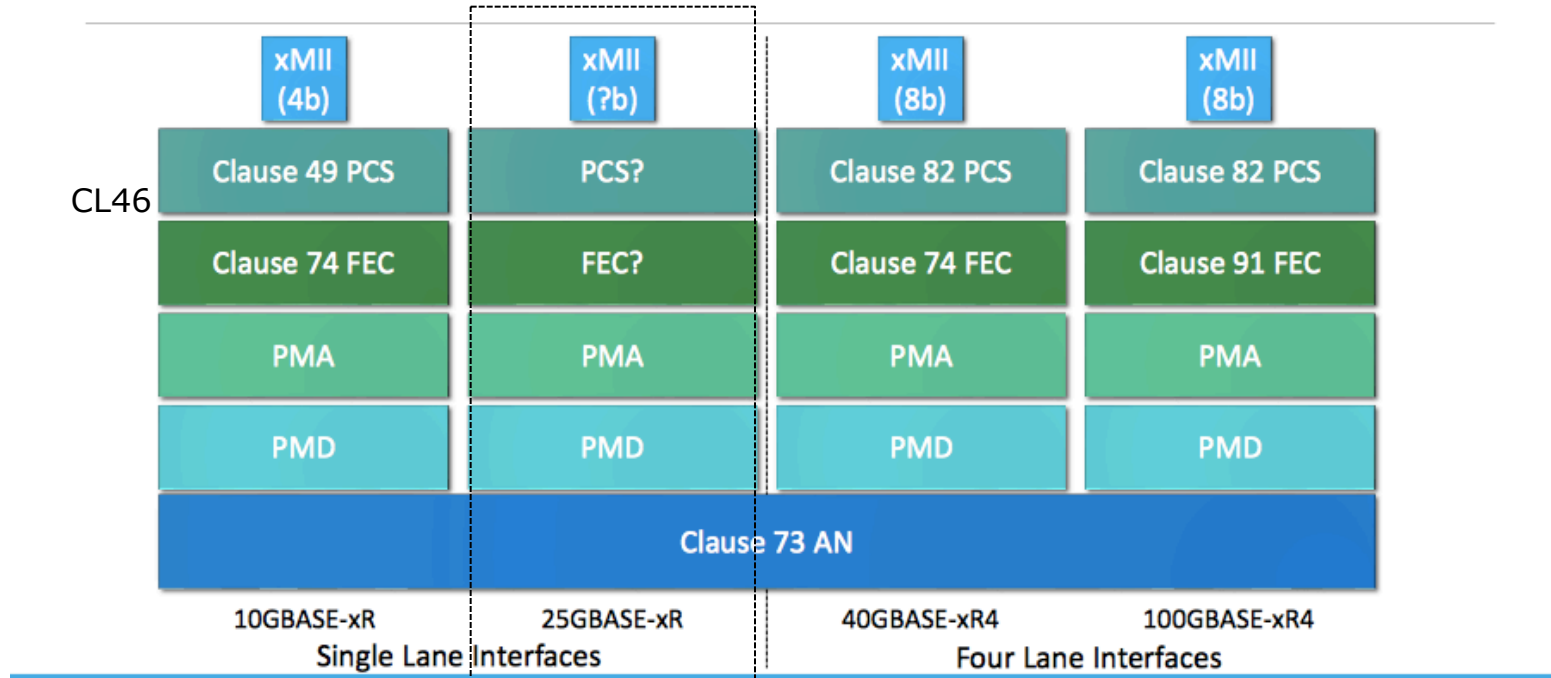 xMII xMII xMII xMII
(4b) (?b) (8b) (8b)
Clause 49 PCS PCS? Clause 82 PCS Clause 82 PCS
CL46
Clause 74 FEC FEC? Clause 74 FEC Clause 91 FEC
PMA PMA PMA PMA
PMD PMD PMD PMD
Clause 73 AN
10GBASE-xR 25GBASE-xR 40GBASE-xR4 100GBASE-xR4
Single Lane Interfaces Four Lane Interfaces